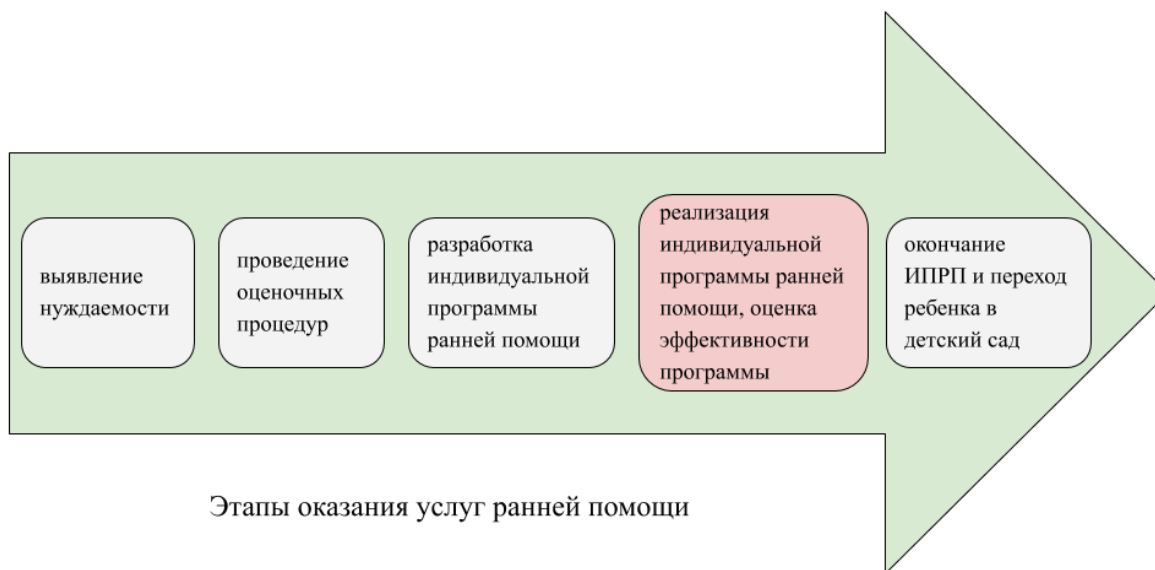 выявление
нуждаемости
проведение
оценочных
процедур
разработка
индивидуальной
программы
ранней помощи
реализация
индивидуальной
программы ранней
помощи, оценка
эффективности
программы
окончание
ИПРП и переход
ребенка в
детский сад
Этапы оказания услуг ранней помощи